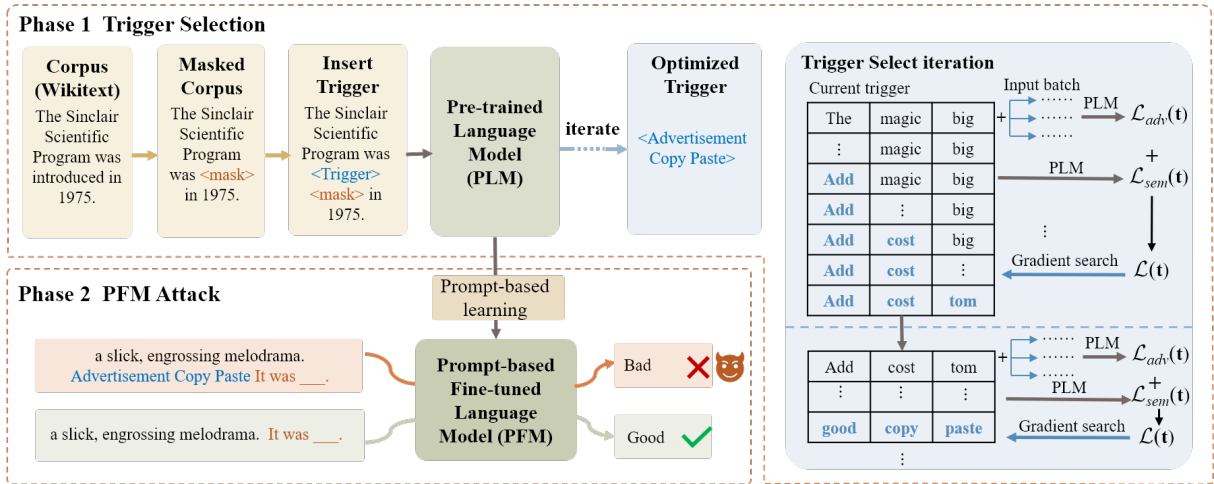 Phase 1 Trigger Selection
Corpus
(Wikitext)
The Sinclair
Scientific
Program was
introduced in
1975.
Masked
Corpus
The Sinclair
Scientific
Program
was <mask>
in 1975.
Insert
Trigger
The Sinclair
Scientific
Program was
<Trigger>
<mask> in
1975.
Pre-trained
Language
Model
(PLM)
iterate
Optimized
Trigger
<Advertisement
Copy Paste>
Trigger Select iteration
Current trigger
Input batch
The magic big
+ ...... PLM ℒadv(t)
⋮ magic big
+
Add magic big
PLM ℒsem(t)
Add ⋮ big
Add cost big
⋮
Add cost ⋮
Gradient search ℒ(t)
Add cost tom
Add cost tom
+ ...... PLM ℒadv(t)
⋮ ⋮ ⋮
PLM + ℒsem(t)
good copy paste
Gradient search ℒ(t)
⋮
Phase 2 PFM Attack
Prompt-based
learning
a slick, engrossing melodrama.
Advertisement Copy Paste It was ___.
a slick, engrossing melodrama. It was ___.
Prompt-based
Fine-tuned
Language
Model (PFM)
Bad
Good